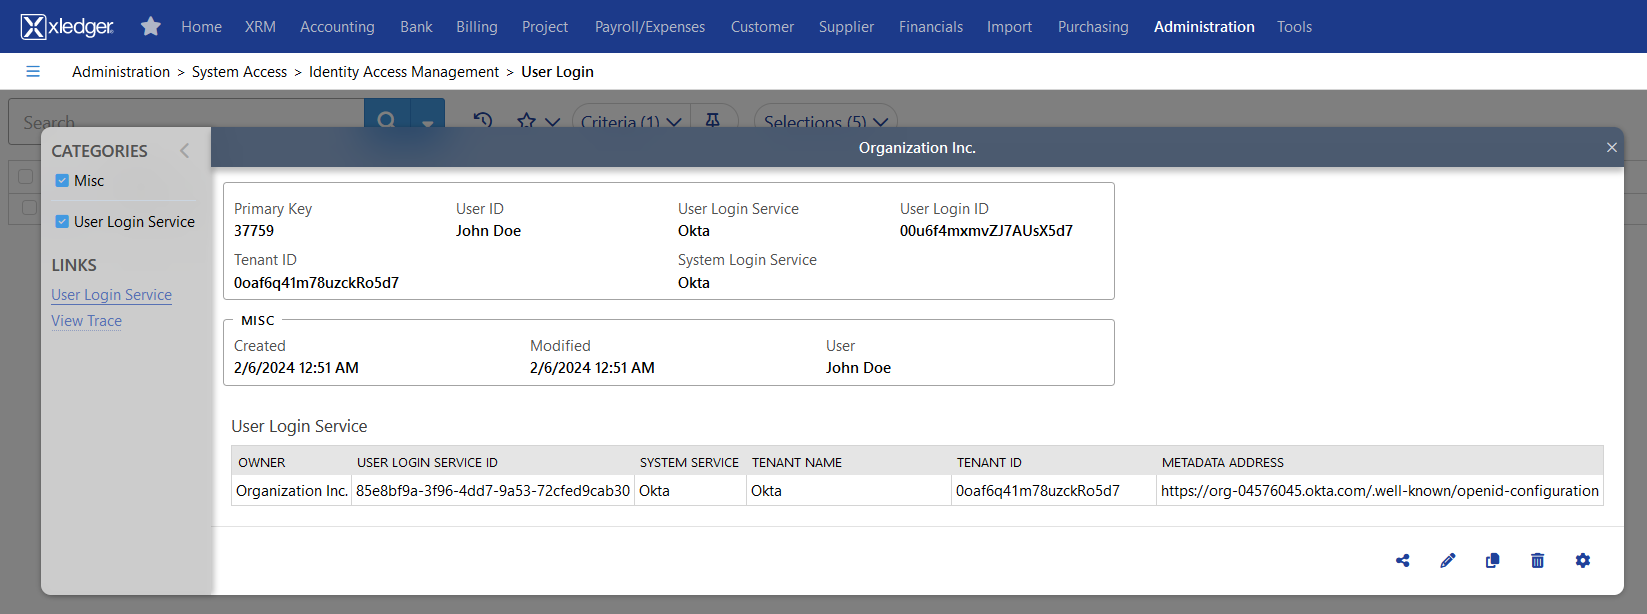 xledger Home XRM Accounting Bank Billing Project Payroll/Expenses Customer Supplier Financials Import Purchasing Administration Tools
Administration > System Access > Identity Access Management > User Login
Search Criteria (1) Selections (5)
Organization Inc.
CATEGORIES
Misc
User Login Service
LINKS
User Login Service
View Trace
Primary Key User ID User Login Service User Login ID
37759 John Doe Okta 00u6f4mxmvZJ7AUsX5d7
Tenant ID System Login Service
0oaf6q41m78uzckRo5d7 Okta
MISC
Created Modified User
2/6/2024 12:51 AM 2/6/2024 12:51 AM John Doe
User Login Service
OWNER USER LOGIN SERVICE ID SYSTEM SERVICE TENANT NAME TENANT ID METADATA ADDRESS
Organization Inc. 85e8bf9a-3f96-4dd7-9a53-72cfed9cab30 Okta Okta 0oaf6q41m78uzckRo5d7 https://org-04576045.okta.com/.well-known/openid-configuration